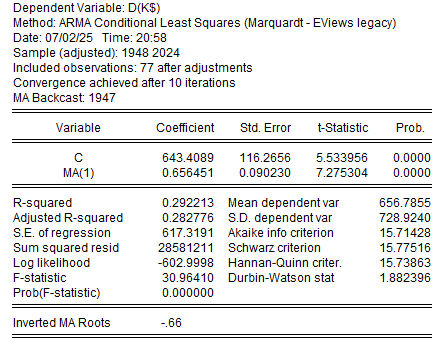 Dependent Variable: D(K$)
Method: ARMA Conditional Least Squares (Marquardt - EViews legacy)
Date: 07/02/25 Time: 20:58
Sample (adjusted): 1948 2024
Included observations: 77 after adjustments
Convergence achieved after 10 iterations
MA Backcast: 1947
Variable Coefficient Std. Error t-Statistic Prob.
C 643.4089 116.2656 5.533956 0.0000
MA(1) 0.656451 0.090230 7.275304 0.0000
R-squared 0.292213 Mean dependent var 656.7855
Adjusted R-squared 0.282776 S.D. dependent var 728.9240
S.E. of regression 617.3191 Akaike info criterion 15.71428
Sum squared resid 28581211 Schwarz criterion 15.77516
Log likelihood -602.9998 Hannan-Quinn criter. 15.73863
F-statistic 30.96410 Durbin-Watson stat 1.882396
Prob(F-statistic) 0.000000
Inverted MA Roots -.66